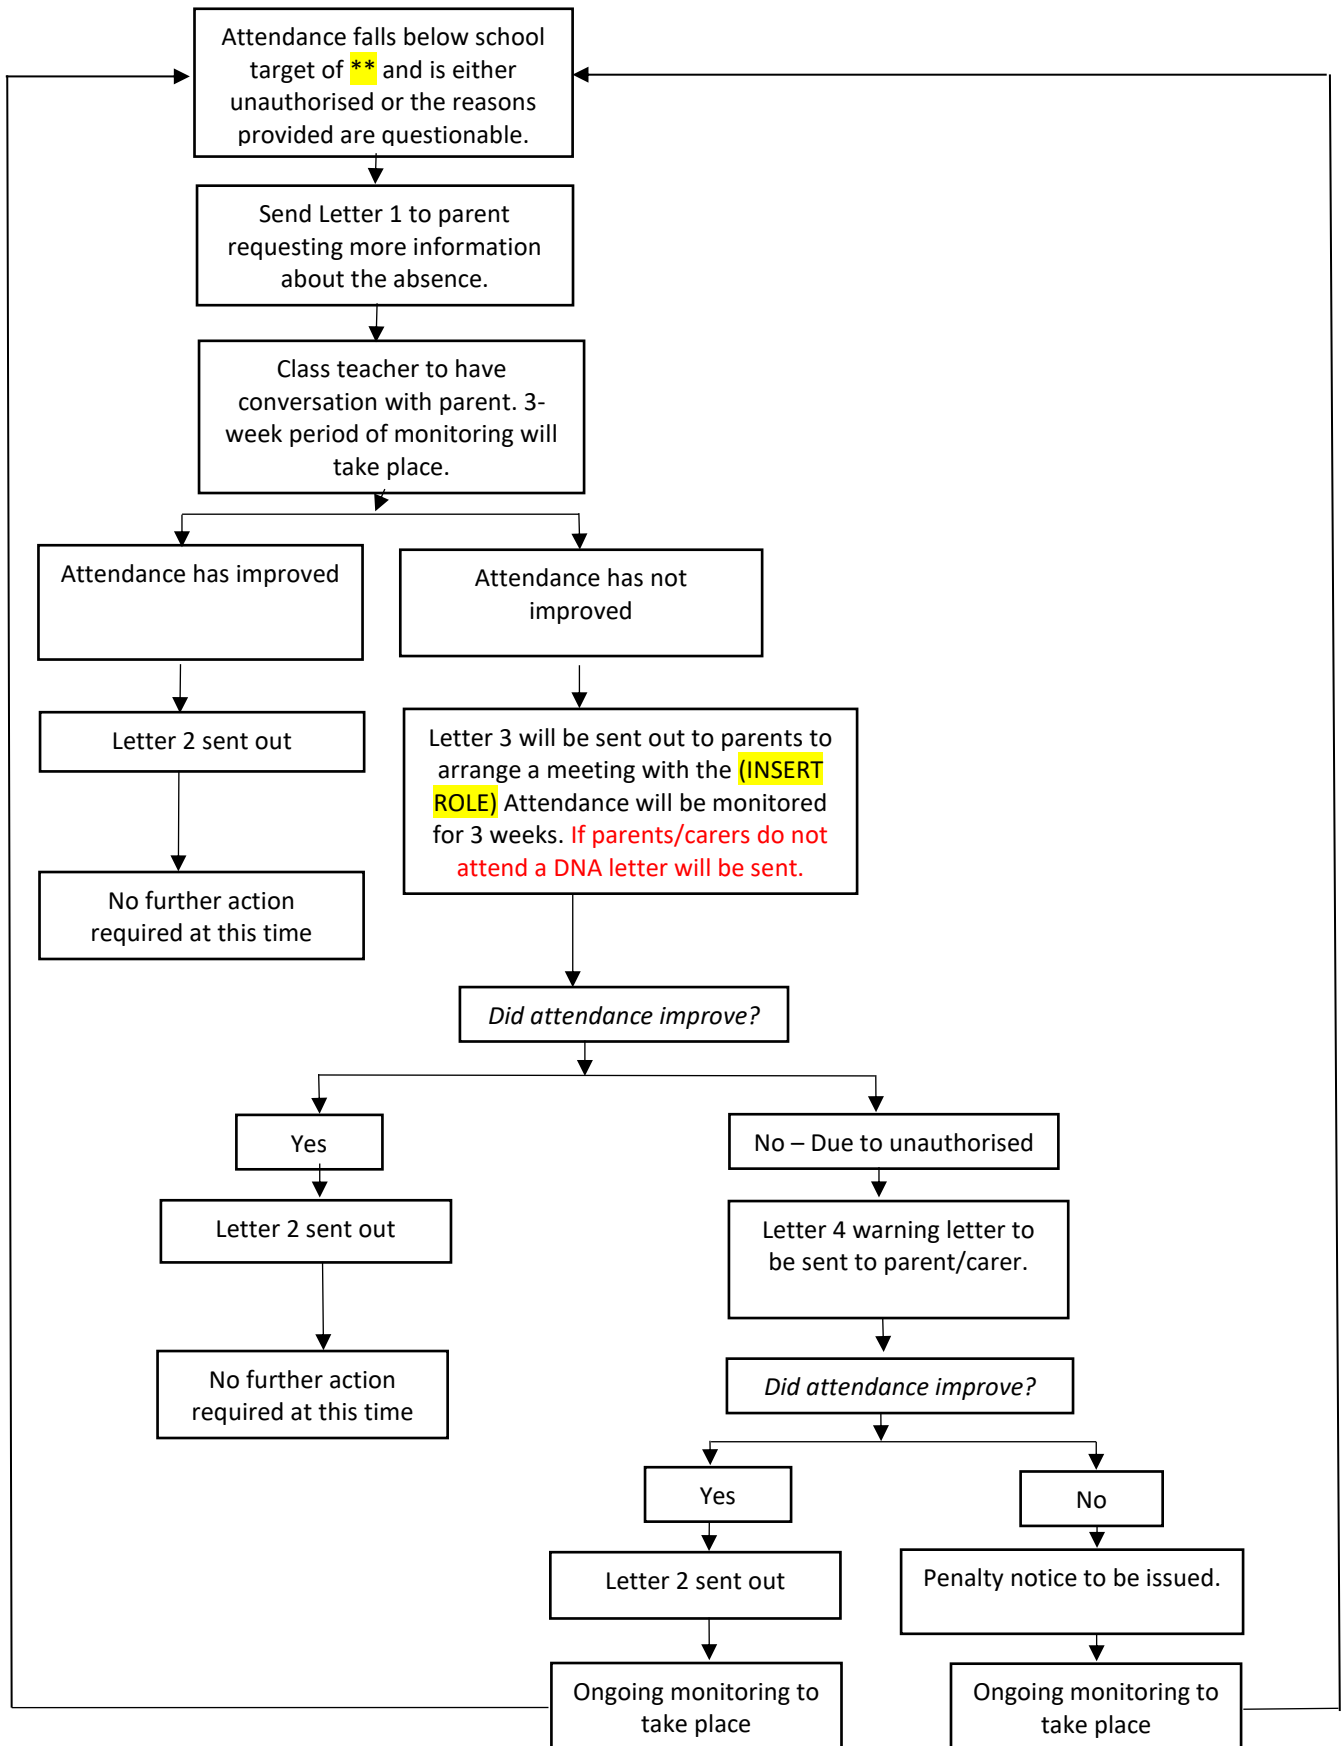 Attendance falls below school
target of ** and is either
unauthorised or the reasons
provided are questionable.
Send Letter 1 to parent
requesting more information
about the absence.
Class teacher to have
conversation with parent. 3-
week period of monitoring will
take place.
Attendance has improved
Attendance has not
improved
Letter 2 sent out
Letter 3 will be sent out to parents to
arrange a meeting with the (INSERT
ROLE) Attendance will be monitored
for 3 weeks. If parents/carers do not
attend a DNA letter will be sent.
No further action
required at this time
Did attendance improve?
Yes
No – Due to unauthorised
Letter 2 sent out
Letter 4 warning letter to
be sent to parent/carer.
No further action
required at this time
Did attendance improve?
Yes
No
Letter 2 sent out
Penalty notice to be issued.
Ongoing monitoring to
take place
Ongoing monitoring to
take place